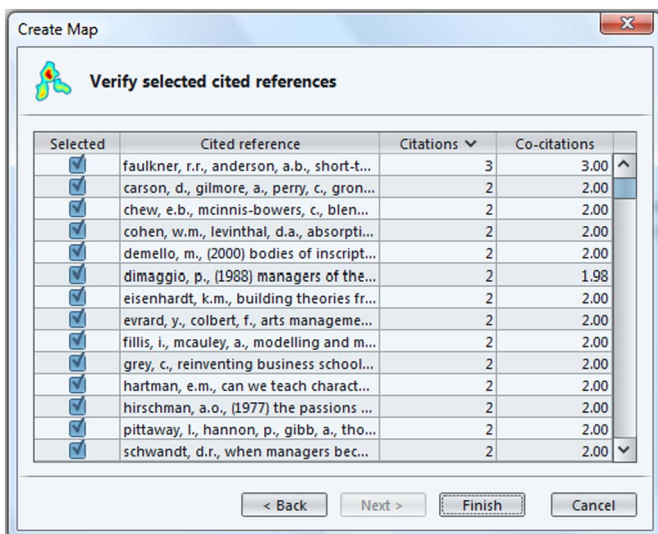 Create Map
Verify selected cited references
Selected Cited reference Citations Co-citations
faulkner, r.r., anderson, a.b., short-t... 3 3.00
carson, d., gilmore, a., perry, c., gron... 2 2.00
chew, e.b., mcinnis-bowers, c., blen... 2 2.00
cohen, w.m., levinthal, d.a., absorpti... 2 2.00
demello, m., (2000) bodies of inscript... 2 2.00
dimaggio, p., (1988) managers of the... 2 1.98
eisenhardt, k.m., building theories fr... 2 2.00
evrard, y., colbert, f., arts manageme... 2 2.00
fillis, i., mcauley, a., modelling and m... 2 2.00
grey, c., reinventing business school... 2 2.00
hartman, e.m., can we teach charact... 2 2.00
hirschman, a.o., (1977) the passions ... 2 2.00
pittaway, l., hannon, p., gibb, a., tho... 2 2.00
schwandt, d.r., when managers bec... 2 2.00
< Back Next > Finish Cancel